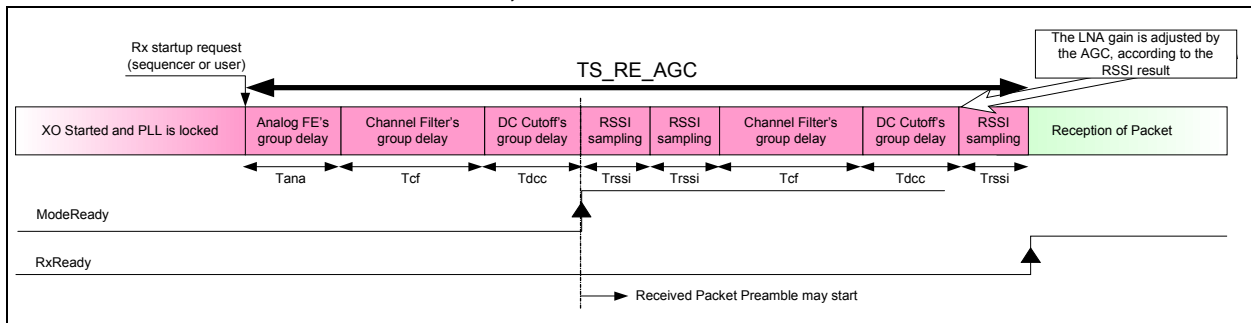 Rx startup request
(sequencer or user)
TS_RE_AGC
The LNA gain is adjusted by
the AGC, according to the
RSSI result
XO Started and PLL is locked
Analog FE's
group delay
Channel Filter's
group delay
DC Cutoff's
group delay
RSSI
sampling
RSSI
sampling
Channel Filter's
group delay
DC Cutoff's
group delay
RSSI
sampling
Reception of Packet
Tana
Tcf
Tdcc
Trssi
Trssi
Tcf
Tdcc
Trssi
ModeReady
RxReady
Received Packet Preamble may start